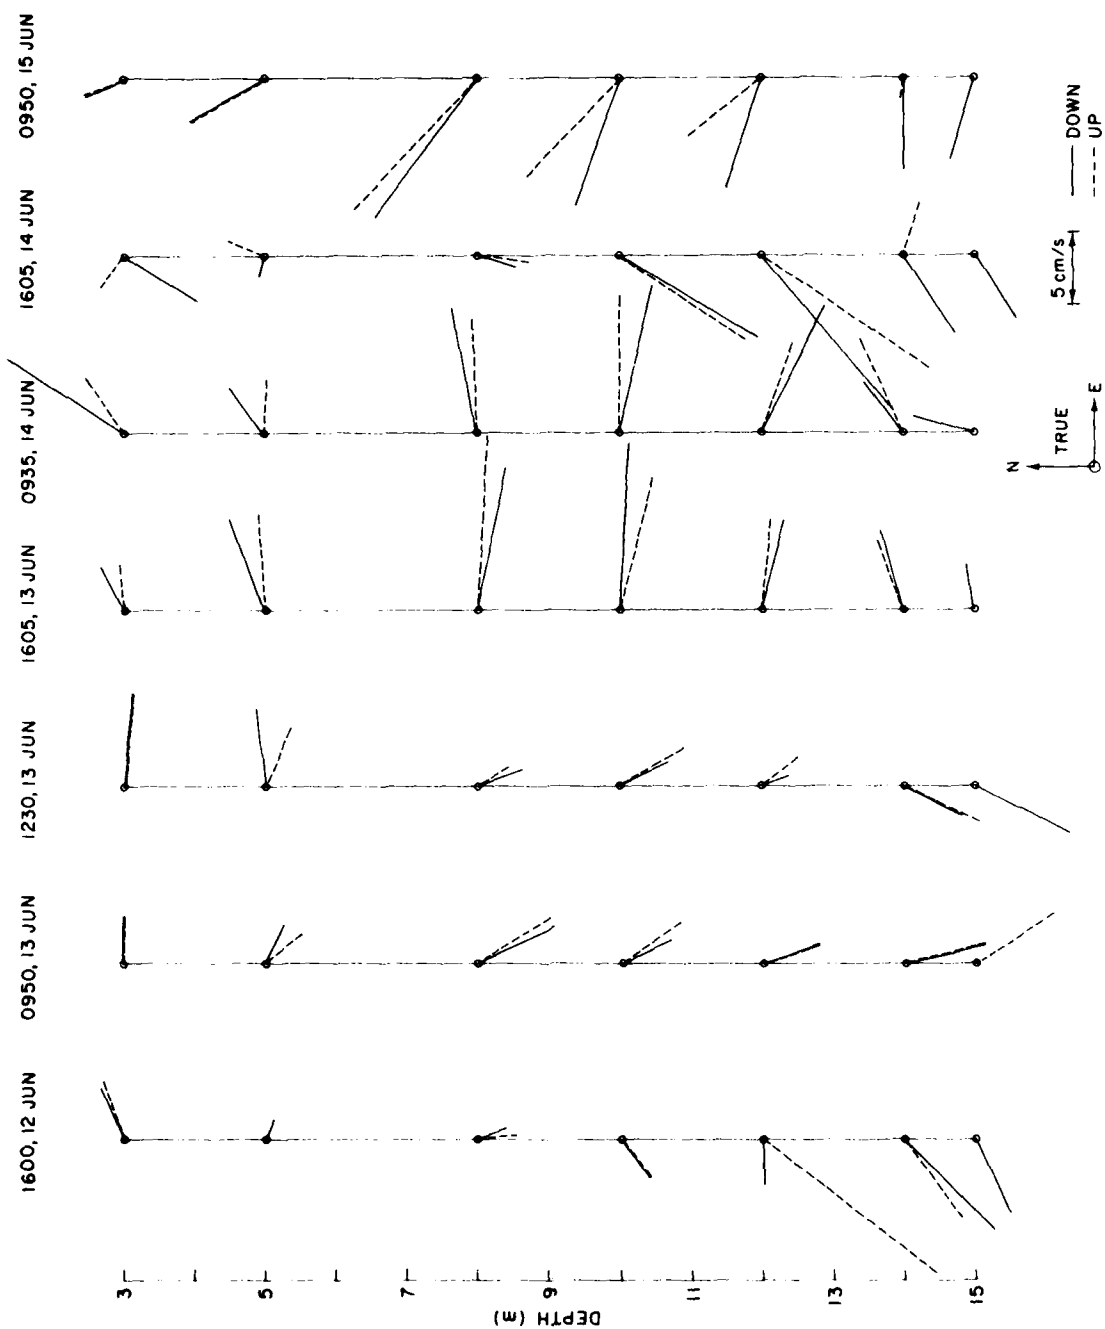 1600, 12 JUN
0950, 13 JUN
1230, 13 JUN
1605, 13 JUN
0935, 14 JUN
1605, 14 JUN
0950, 15 JUN
3
5
7
9
11
13
15
DEPTH (m)
N
TRUE
E
5 cm/s
DOWN
UP